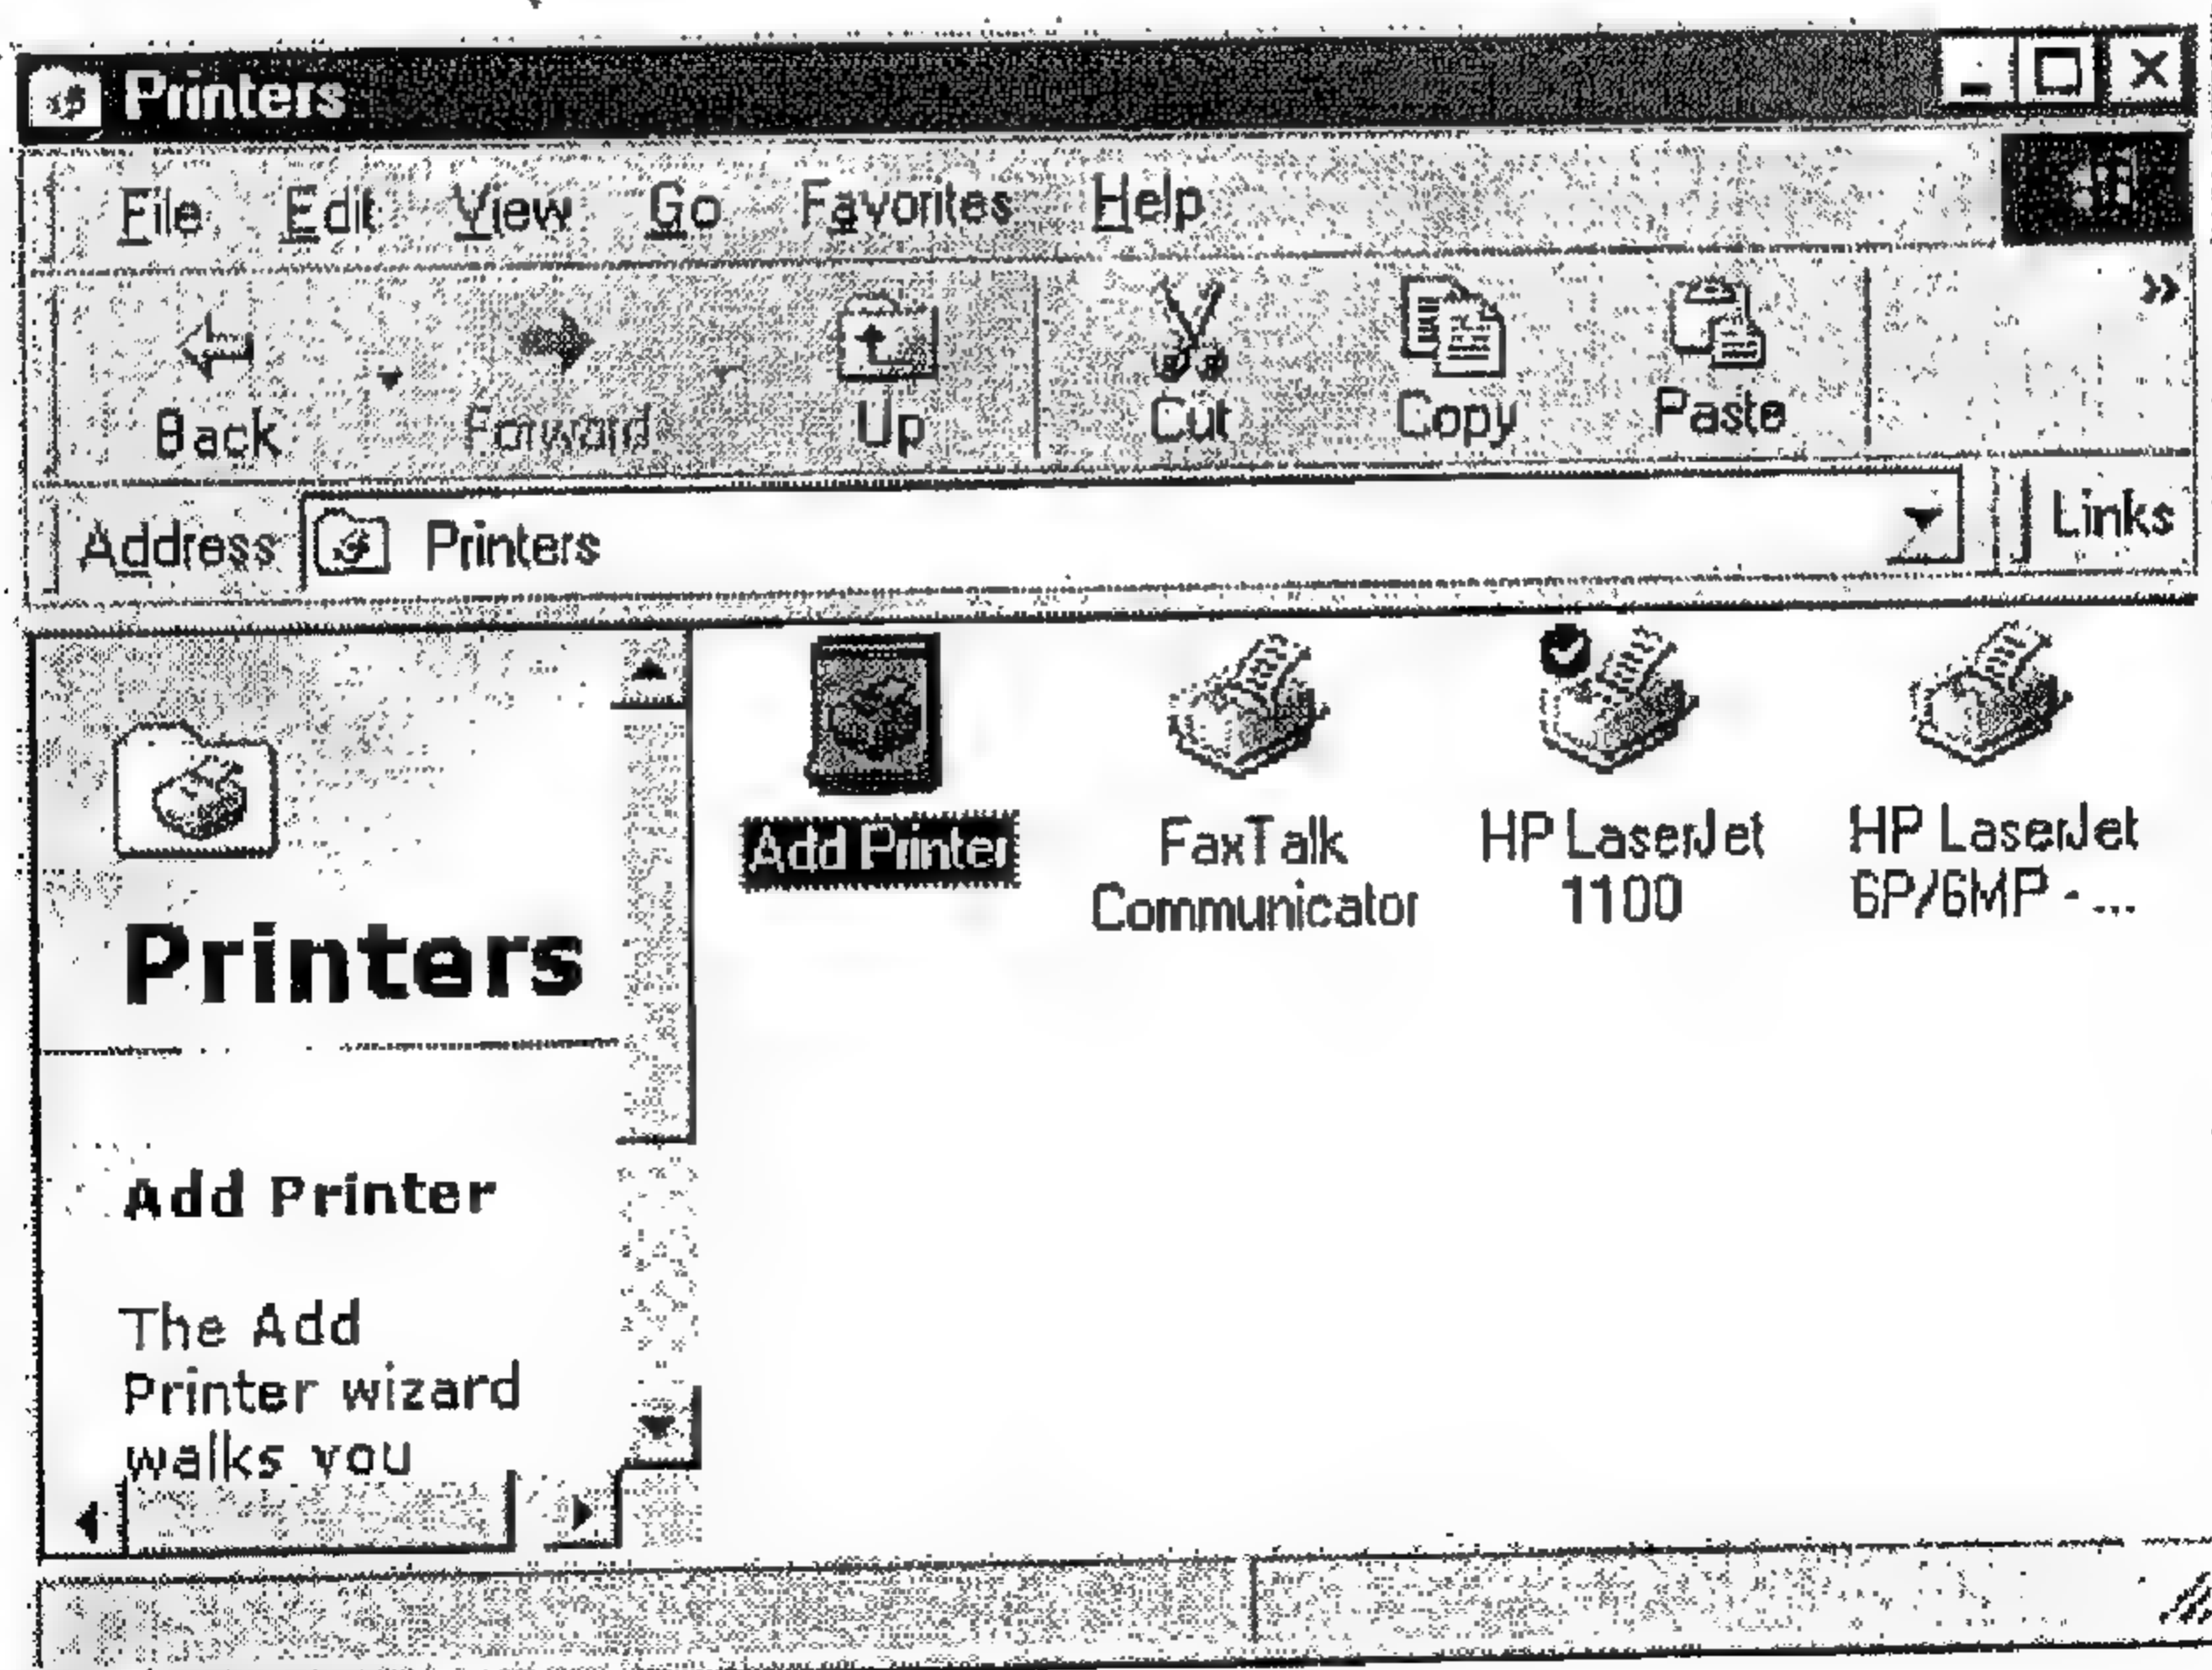 Printers
File Edit View Go Favorites Help
»
Back Forward Up Cut Copy Paste
Address Printers Links
Printers
Add Printer
The Add
Printer wizard
walks you
Add Printer
FaxTalk
Communicator
HP LaserJet
1100
HP LaserJet
6P/6MP - ...